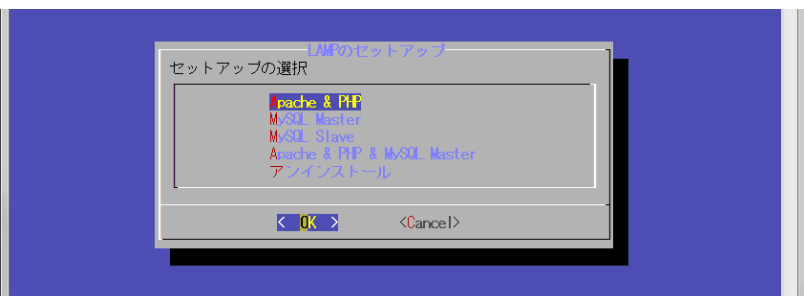 LAMPのセットアップ
セットアップの選択
Apache & PHP
MySQL Master
MySQL Slave
Apache & PHP & MySQL Master
アンインストール
< OK > <Cancel>